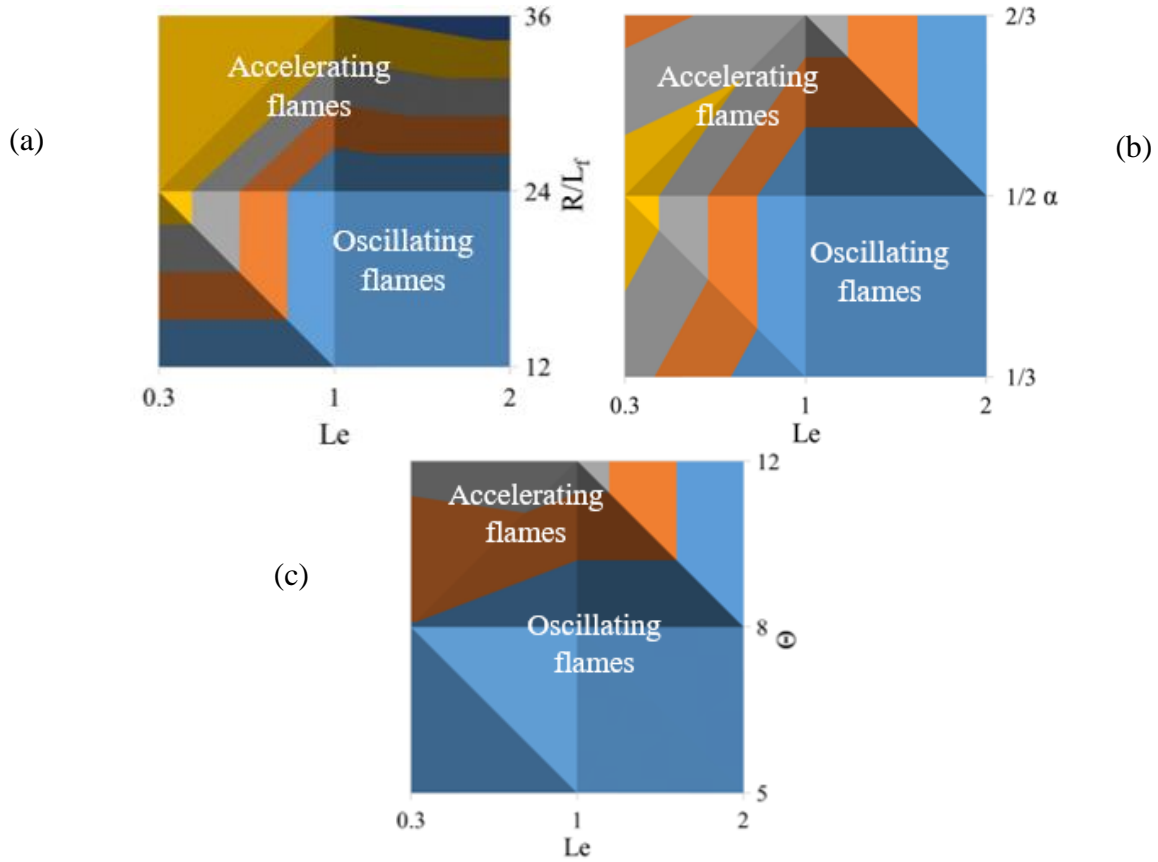 (a)
Accelerating
flames
Oscillating
flames
36
24
12
R/L_f
0.3
1
2
Le
(b)
Accelerating
flames
Oscillating
flames
2/3
1/2 α
1/3
0.3
1
2
Le
(c)
Accelerating
flames
Oscillating
flames
12
8
Θ
5
0.3
1
2
Le